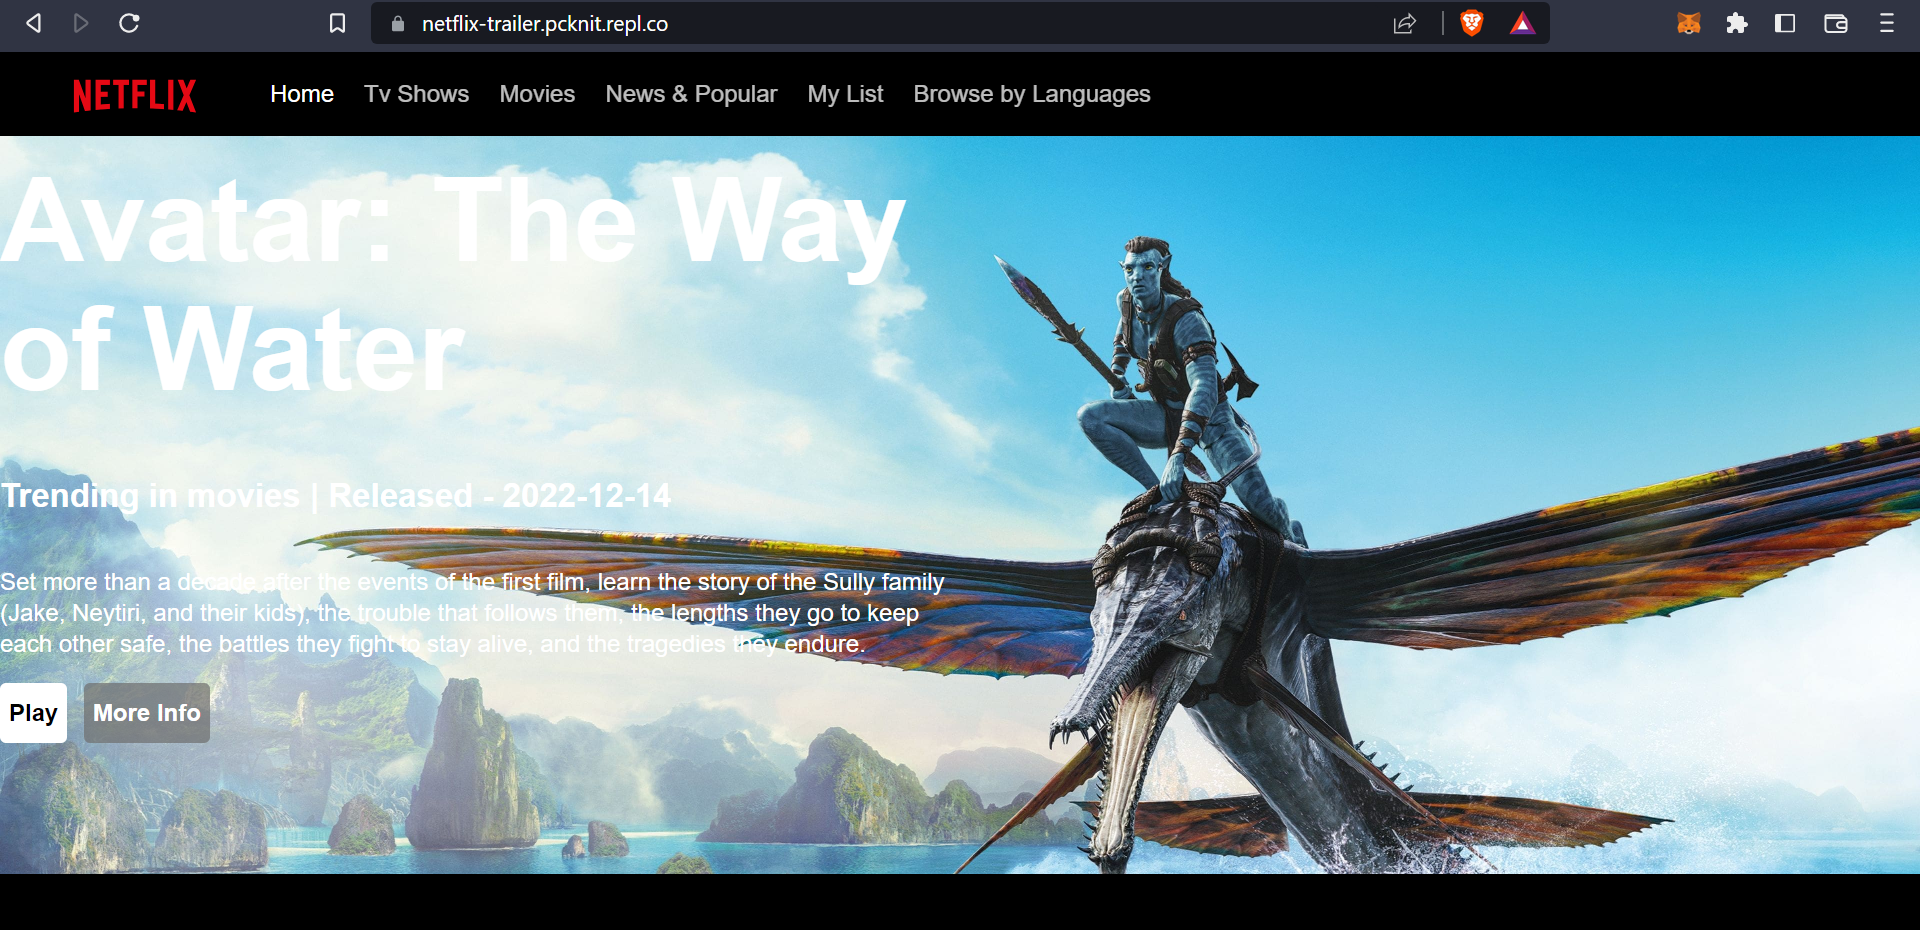 netflix-trailer.pcknit.repl.co
NETFLIX
Home Tv Shows Movies News & Popular My List Browse by Languages
Avatar: The Way
of Water
Trending in movies | Released - 2022-12-14
Set more than a decade after the events of the first film, learn the story of the Sully family
(Jake, Neytiri, and their kids), the trouble that follows them, the lengths they go to keep
each other safe, the battles they fight to stay alive, and the tragedies they endure.
Play More Info